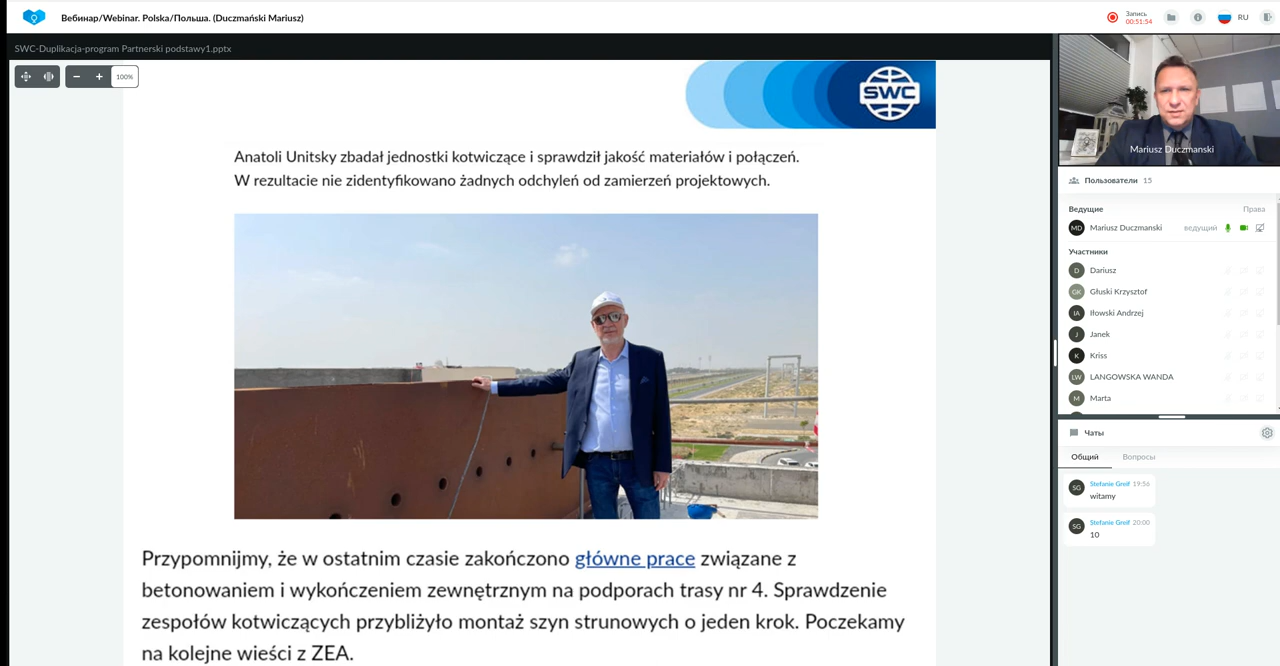 Вебинар/Webinar. Polska/Польша. (Duczmański Mariusz)
Запись
00:51:54
RU
SWC-Duplikacja-program Partnerski podstawy1.pptx
100%
SWC
Anatoli Unitsky zbadał jednostki kotwiczące i sprawdził jakość materiałów i połączeń.
W rezultacie nie zidentyfikowano żadnych odchyleń od zamierzeń projektowych.
Przypomnijmy, że w ostatnim czasie zakończono główne prace związane z
betonowaniem i wykończeniem zewnętrznym na podporach trasy nr 4. Sprawdzenie
zespołów kotwiczących przybliżyło montaż szyn strunowych o jeden krok. Poczekamy
na kolejne wieści z ZEA.
Mariusz Duczmanski
Пользователи 15
Ведущие Права
MD Mariusz Duczmanski ведущий
Участники
D Dariusz
GK Głuski Krzysztof
IA Iłowski Andrzej
J Janek
K Kriss
LW LANGOWSKA WANDA
M Marta
Чаты
Общий Вопросы
SG Stefanie Greif 19:56
witamy
SG Stefanie Greif 20:00
10